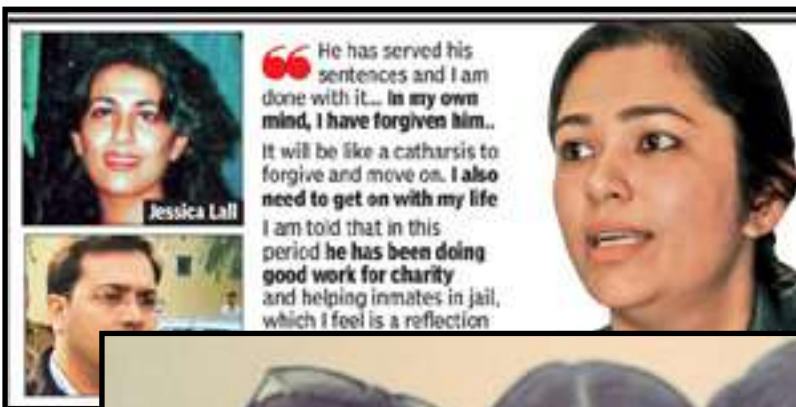 Jessica Lall
“ He has served his
sentences and I am
done with it... In my own
mind, I have forgiven him..
It will be like a catharsis to
forgive and move on. I also
need to get on with my life
I am told that in this
period he has been doing
good work for charity
and helping inmates in jail,
which I feel is a reflection